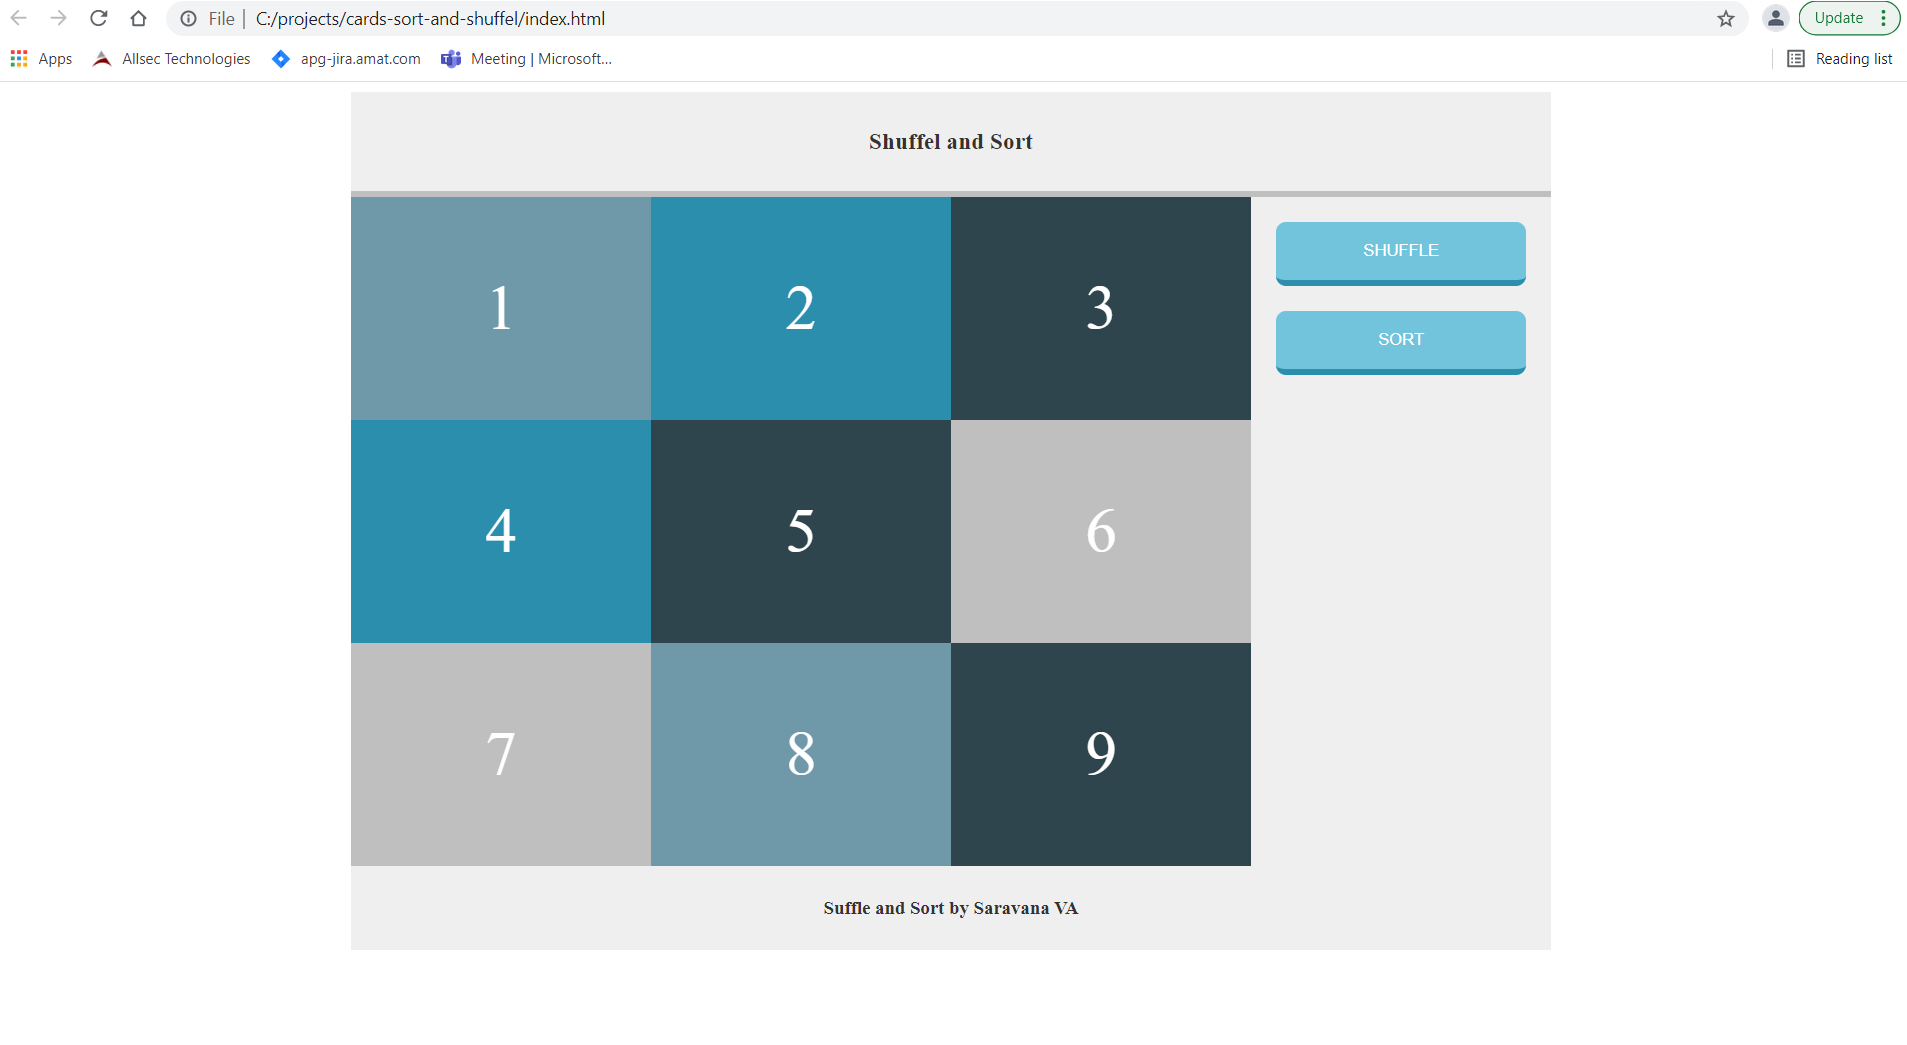 File | C:/projects/cards-sort-and-shuffel/index.html
Update
Apps Allsec Technologies apg-jira.amat.com Meeting | Microsoft...
Reading list
Shuffel and Sort
1 2 3
SHUFFLE
SORT
4 5 6
7 8 9
Suffle and Sort by Saravana VA